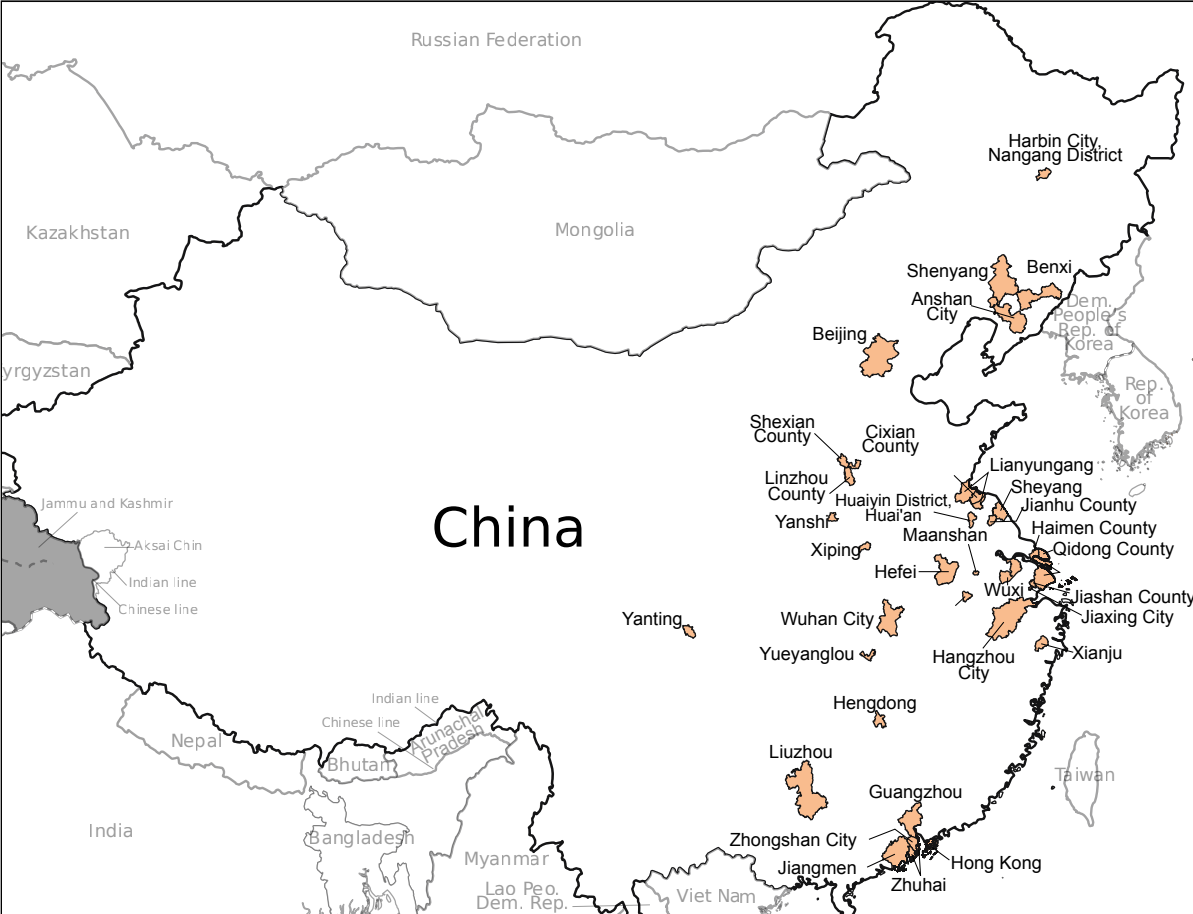 Russian Federation
Harbin City,
Nangang District
Kazakhstan
Mongolia
Shenyang
Benxi
Anshan
City
Dem.
People's
Rep. of
Korea
Beijing
yrgyzstan
Rep.
of
Korea
Shexian
County
Cixian
County
Linzhou
County
Lianyungang
Sheyang
Huaiyin District,
Huai'an
Jianhu County
Jammu and Kashmir
China
Yanshi
Maanshan
Haimen County
Aksai Chin
Xiping
Qidong County
Hefei
Indian line
Wuxi
Jiashan County
Chinese line
Jiaxing City
Yanting
Wuhan City
Yueyanglou
Hangzhou
City
Xianju
Indian line
Hengdong
Chinese line
Arunachal
Pradesh
Nepal
Bhutan
Liuzhou
Taiwan
Guangzhou
India
Bangladesh
Zhongshan City
Myanmar
Jiangmen
Hong Kong
Zhuhai
Lao Peo.
Dem. Rep.
Viet Nam